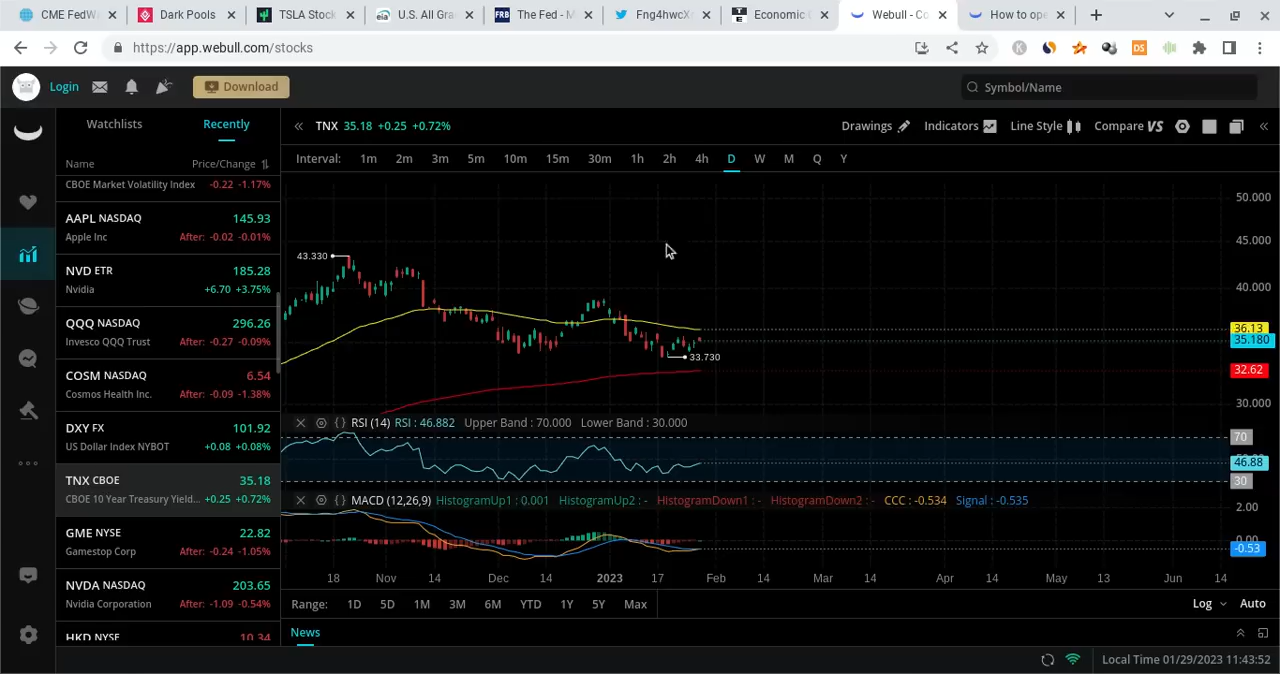 CME FedW
Dark Pools
TSLA Stock
U.S. All Gra
FRB
The Fed - M
Fng4hwcX
TE
Economic
Webull - Co
How to ope
https://app.webull.com/stocks
DS
Login
Download
Symbol/Name
Watchlists
Recently
Name
Price/Change
CBOE Market Volatility Index -0.22 -1.17%
AAPL NASDAQ 145.93
Apple Inc After: -0.02 -0.01%
NVD ETR 185.28
Nvidia +6.70 +3.75%
QQQ NASDAQ 296.26
Invesco QQQ Trust After: -0.27 -0.09%
COSM NASDAQ 6.54
Cosmos Health Inc. After: -0.09 -1.38%
DXY FX 101.92
US Dollar Index NYBOT +0.08 +0.08%
TNX CBOE 35.18
CBOE 10 Year Treasury Yield... +0.25 +0.72%
GME NYSE 22.82
Gamestop Corp After: -0.24 -1.05%
NVDA NASDAQ 203.65
Nvidia Corporation After: -1.09 -0.54%
HKD NYSE 10.34
TNX 35.18 +0.25 +0.72%
Drawings
Indicators
Line Style
Compare VS
Interval: 1m 2m 3m 5m 10m 15m 30m 1h 2h 4h D W M Q Y
50.000
45.000
43.330
40.000
36.13
35.180
33.730
32.62
30.000
RSI (14) RSI : 46.882 Upper Band : 70.000 Lower Band : 30.000
70
46.88
30
MACD (12,26,9) HistogramUp1 : 0.001 HistogramUp2 : - HistogramDown1 : - HistogramDown2 : - CCC : -0.534 Signal : -0.535
2.00
0.00
-0.53
18 Nov 14 Dec 14 2023 17 Feb 14 Mar 14 Apr 14 May 13 Jun 14
Range: 1D 5D 1M 3M 6M YTD 1Y 5Y Max
Log Auto
News
Local Time 01/29/2023 11:43:52